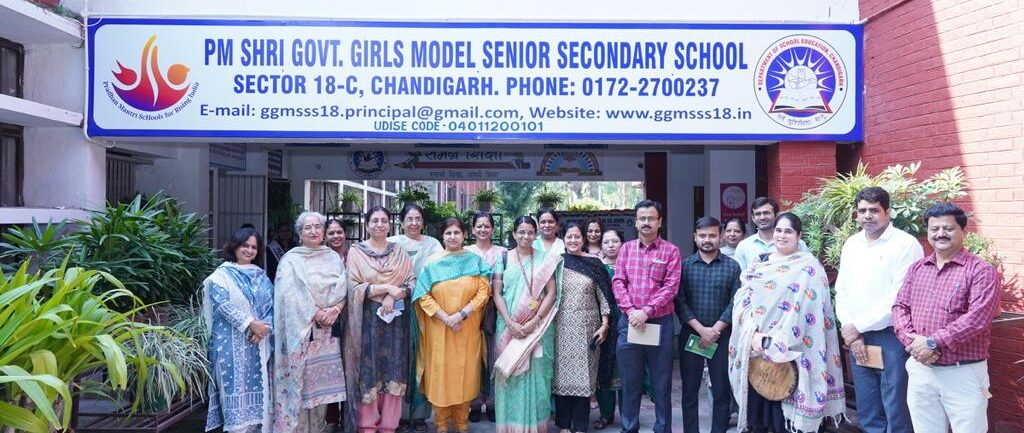 PM SHRI GOVT. GIRLS MODEL SENIOR SECONDARY SCHOOL
SECTOR 18-C, CHANDIGARH. PHONE: 0172-2700237
E-mail: ggmsss18.principal@gmail.com, Website: www.ggmsss18.in
UDISE CODE - 04011200101
Pradhan Mantri Schools for Rising India
DEPARTMENT OF SCHOOL EDUCATION, CHANDIGARH
समग्र शिक्षा